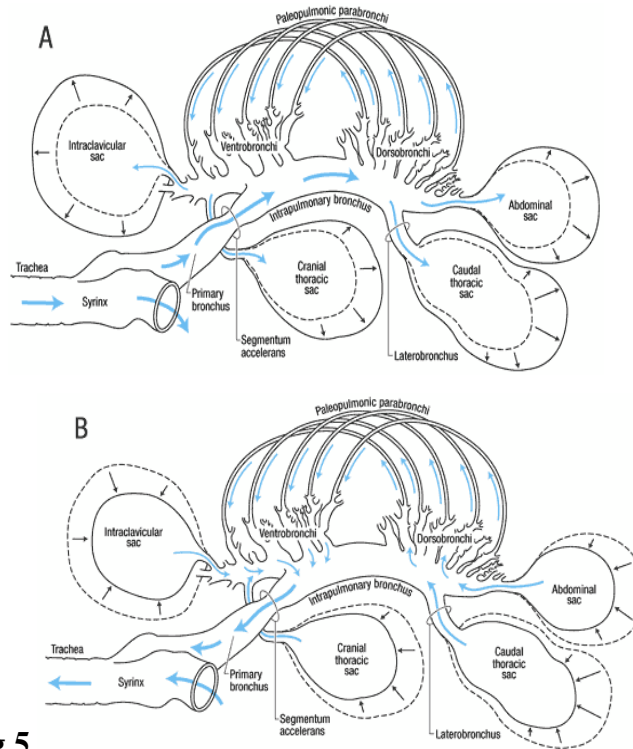 Paleopulmonic parabronchi
A
Intraclavicular
sac
Ventrobronchi
Dorsobronchi
Abdominal
sac
Intrapulmonary bronchus
Trachea
Cranial
thoracic
sac
Caudal
thoracic
sac
Syrinx
Primary
bronchus
Segmentum
accelerans
Laterobronchus
Paleopulmonic parabronchi
B
Intraclavicular
sac
Ventrobronchi
Dorsobronchi
Abdominal
sac
Intrapulmonary bronchus
Trachea
Cranial
thoracic
sac
Caudal
thoracic
sac
Syrinx
Primary
bronchus
Segmentum
accelerans
Laterobronchus
5